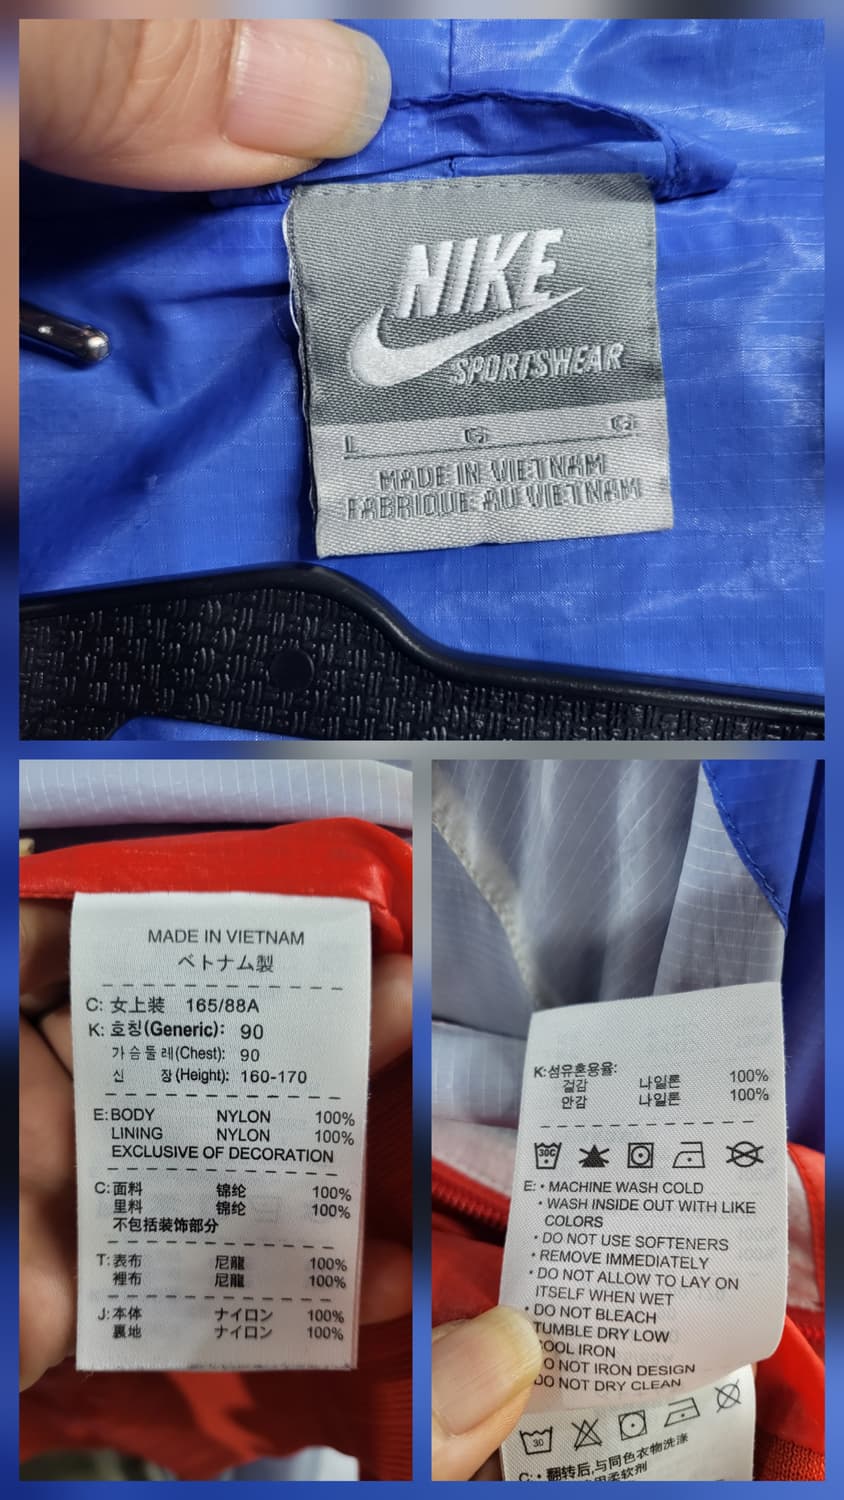 NIKE
SPORTSWEAR
L G G
MADE IN VIETNAM
FABRIQUE AU VIETNAM
MADE IN VIETNAM
ベトナム製
C: 女上装 165/88A
K: 호칭(Generic): 90
가슴둘레(Chest): 90
신 장(Height): 160-170
E: BODY NYLON 100%
LINING NYLON 100%
EXCLUSIVE OF DECORATION
C: 面料 锦纶 100%
里料 锦纶 100%
不包括装饰部分
T: 表布 尼龍 100%
裡布 尼龍 100%
J: 本体 ナイロン 100%
裏地 ナイロン 100%
K:섬유혼용율:
겉감 나일론 100%
안감 나일론 100%
30C
E: • MACHINE WASH COLD
• WASH INSIDE OUT WITH LIKE
COLORS
• DO NOT USE SOFTENERS
• REMOVE IMMEDIATELY
• DO NOT ALLOW TO LAY ON
ITSELF WHEN WET
• DO NOT BLEACH
TUMBLE DRY LOW
OOL IRON
O NOT IRON DESIGN
DO NOT DRY CLEAN
30
C: • 翻转后,与同色衣物洗涤
用柔软剂